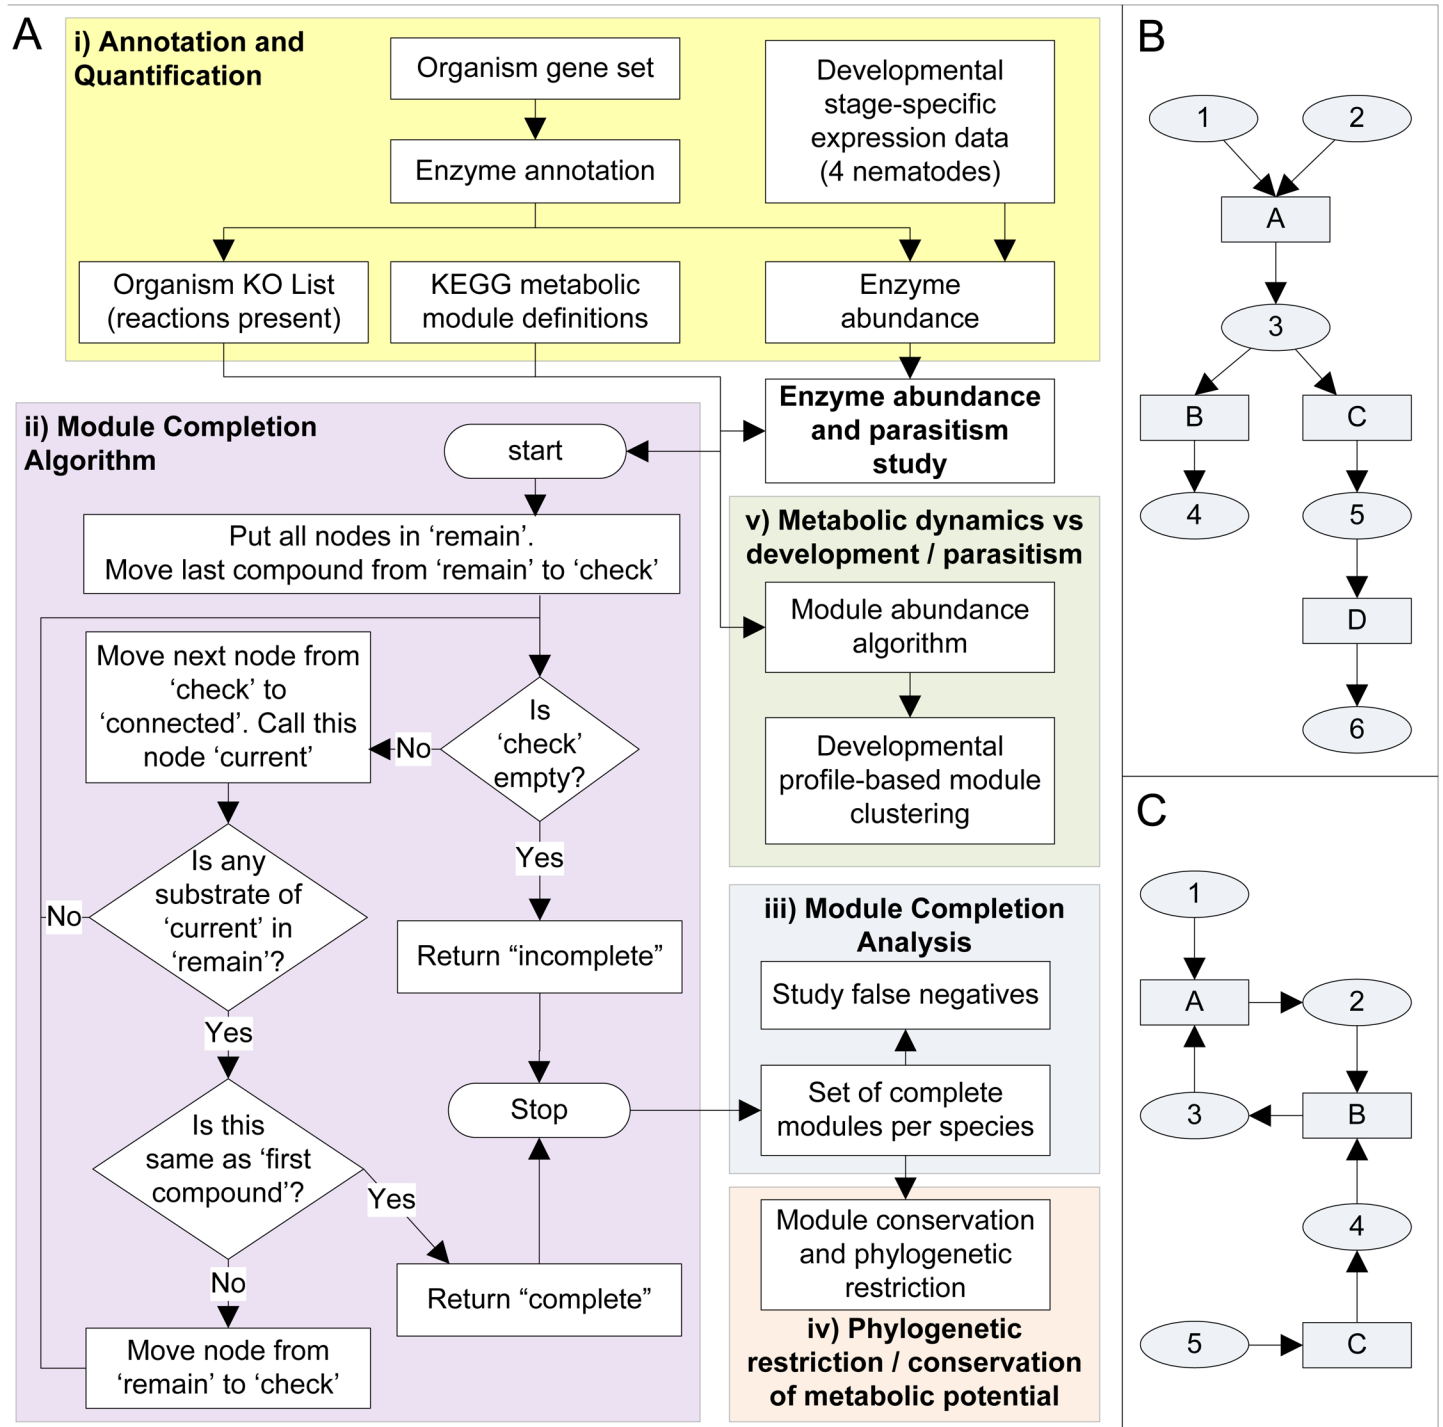 A
i) Annotation and
Quantification
Organism gene set
Developmental
stage-specific
expression data
(4 nematodes)
Enzyme annotation
Organism KO List
(reactions present)
KEGG metabolic
module definitions
Enzyme
abundance
Enzyme abundance
and parasitism
study
ii) Module Completion
Algorithm
start
Put all nodes in ‘remain’.
Move last compound from ‘remain’ to ‘check’
Move next node from
‘check’ to
‘connected’. Call this
node ‘current’
No
Is
‘check’
empty?
Yes
Is any
substrate of
‘current’ in
‘remain’?
No
Return “incomplete”
Yes
Stop
Is this
same as ‘first
compound’?
Yes
No
Return “complete”
Move node from
‘remain’ to ‘check’
v) Metabolic dynamics vs
development / parasitism
Module abundance
algorithm
Developmental
profile-based module
clustering
iii) Module Completion
Analysis
Study false negatives
Set of complete
modules per species
Module conservation
and phylogenetic
restriction
iv) Phylogenetic
restriction / conservation
of metabolic potential
B
1
2
A
3
B
C
4
5
D
6
C
1
A
2
3
B
4
5
C